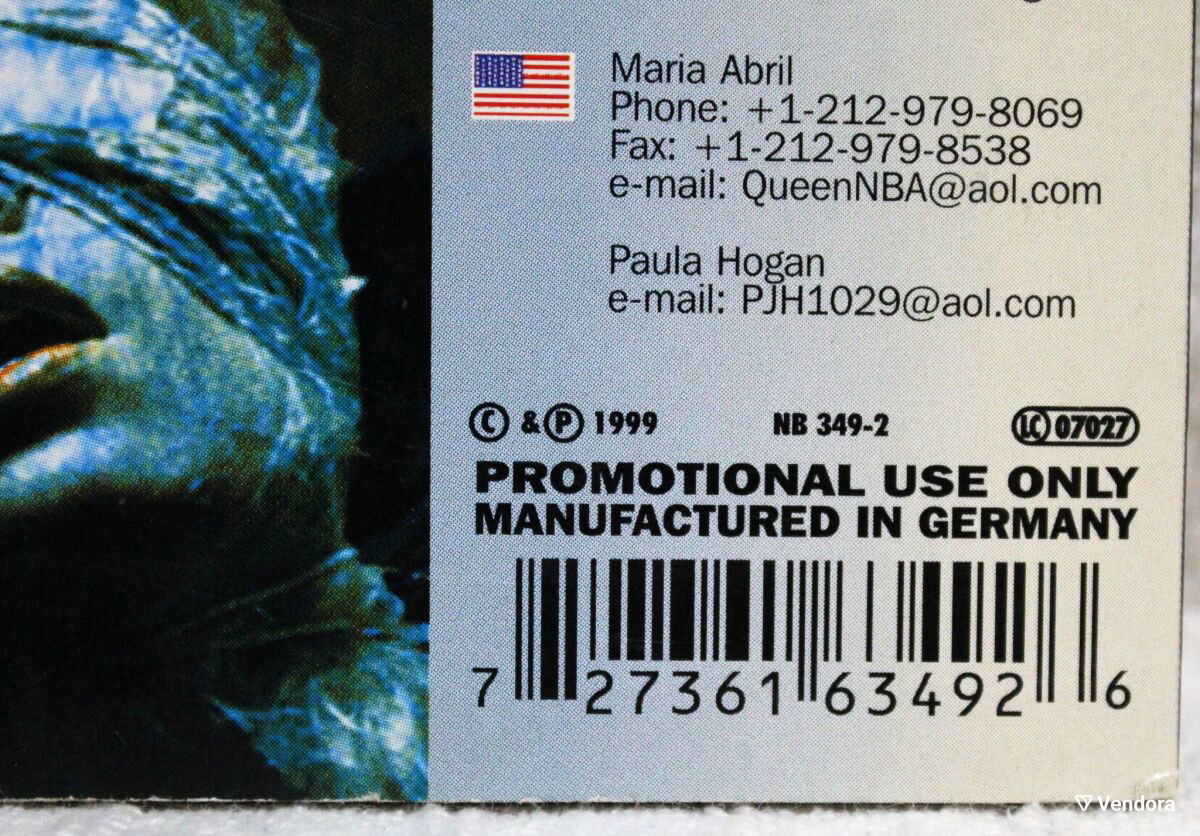 Maria Abril
Phone: +1-212-979-8069
Fax: +1-212-979-8538
e-mail: QueenNBA@aol.com
Paula Hogan
e-mail: PJH1029@aol.com
© & ℗ 1999 NB 349-2 LC 07027
PROMOTIONAL USE ONLY
MANUFACTURED IN GERMANY
7 27361 63492 6
Vendora